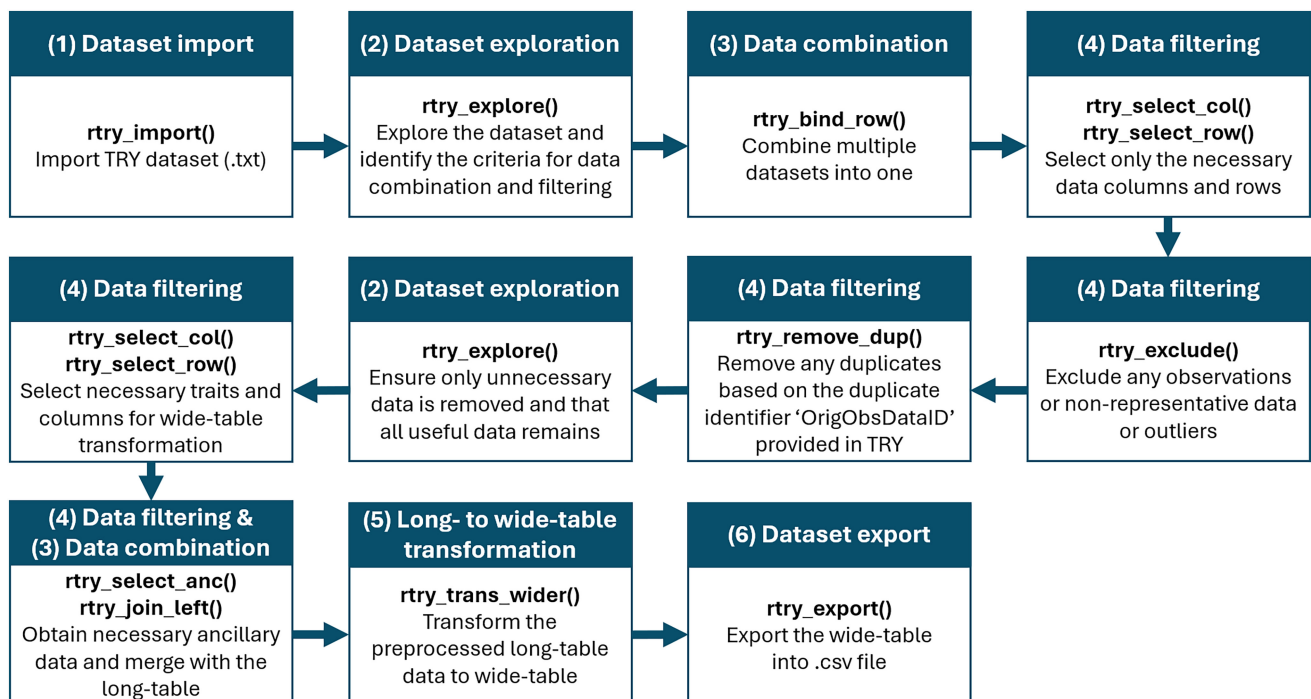 (1) Dataset import
rtry_import()
Import TRY dataset (.txt)
(2) Dataset exploration
rtry_explore()
Explore the dataset and
identify the criteria for data
combination and filtering
(3) Data combination
rtry_bind_row()
Combine multiple
datasets into one
(4) Data filtering
rtry_select_col()
rtry_select_row()
Select only the necessary
data columns and rows
(4) Data filtering
rtry_exclude()
Exclude any observations
or non-representative data
or outliers
(4) Data filtering
rtry_remove_dup()
Remove any duplicates
based on the duplicate
identifier ‘OrigObsDataID’
provided in TRY
(2) Dataset exploration
rtry_explore()
Ensure only unnecessary
data is removed and that
all useful data remains
(4) Data filtering
rtry_select_col()
rtry_select_row()
Select necessary traits and
columns for wide-table
transformation
(4) Data filtering &
(3) Data combination
rtry_select_anc()
rtry_join_left()
Obtain necessary ancillary
data and merge with the
long-table
(5) Long- to wide-table
transformation
rtry_trans_wider()
Transform the
preprocessed long-table
data to wide-table
(6) Dataset export
rtry_export()
Export the wide-table
into .csv file